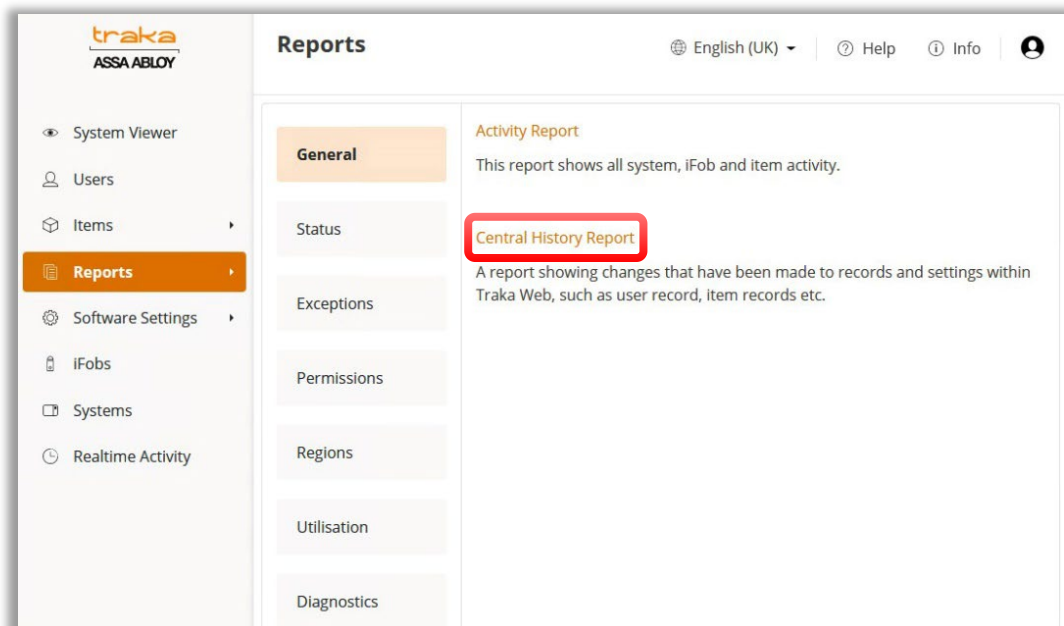 traka
ASSA ABLOY
System Viewer
Users
Items
Reports
Software Settings
iFobs
Systems
Realtime Activity
Reports
English (UK)
Help
Info
General
Status
Exceptions
Permissions
Regions
Utilisation
Diagnostics
Activity Report
This report shows all system, iFob and item activity.
Central History Report
A report showing changes that have been made to records and settings within
Traka Web, such as user record, item records etc.